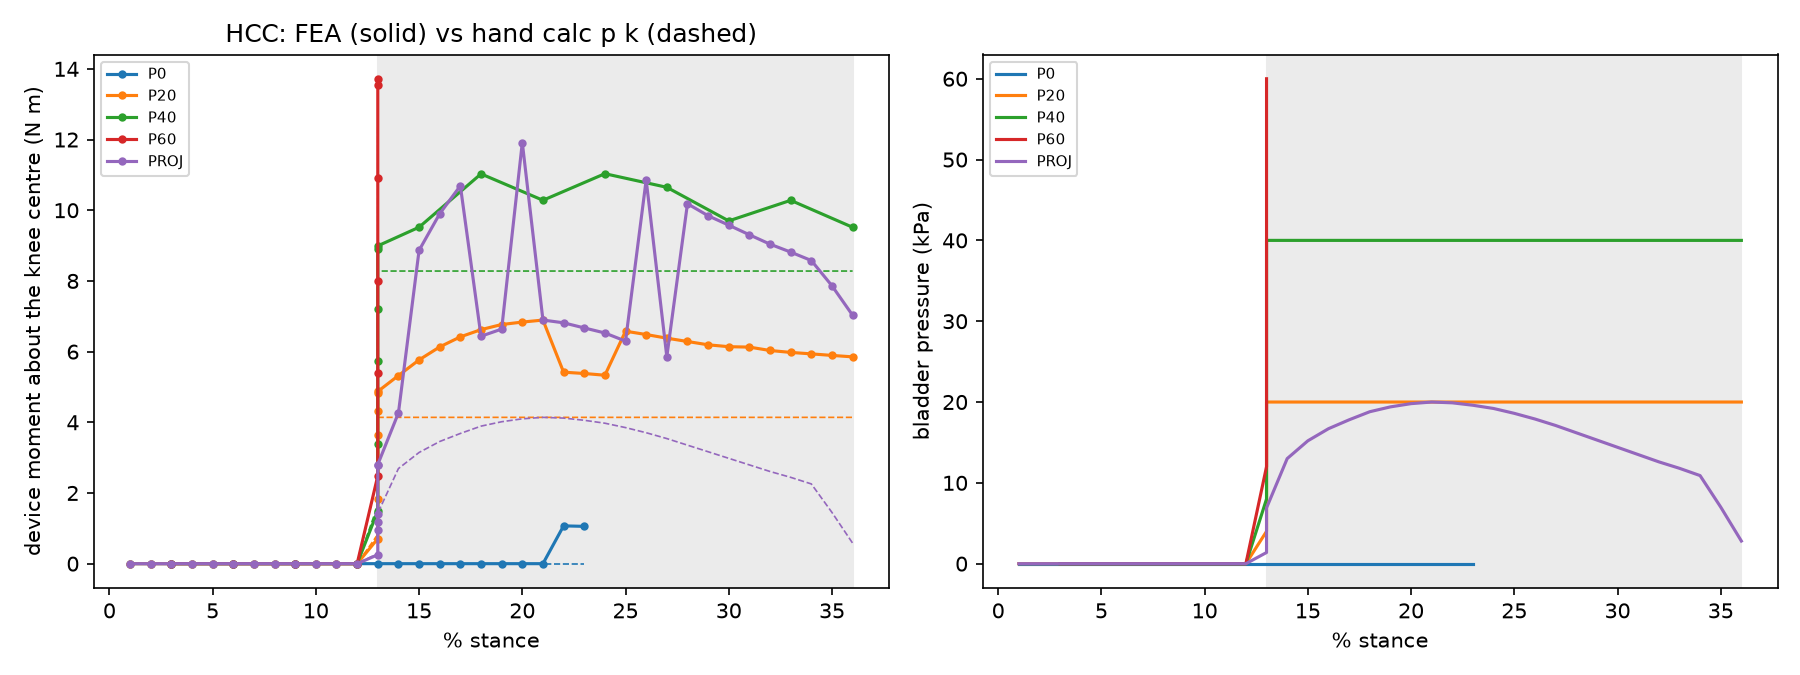 HCC: FEA (solid) vs hand calc p k (dashed)
device moment about the knee centre (N m)
14
12
10
8
6
4
2
0
P0
P20
P40
P60
PROJ
0 5 10 15 20 25 30 35
% stance
bladder pressure (kPa)
60
50
40
30
20
10
0
P0
P20
P40
P60
PROJ
0 5 10 15 20 25 30 35
% stance